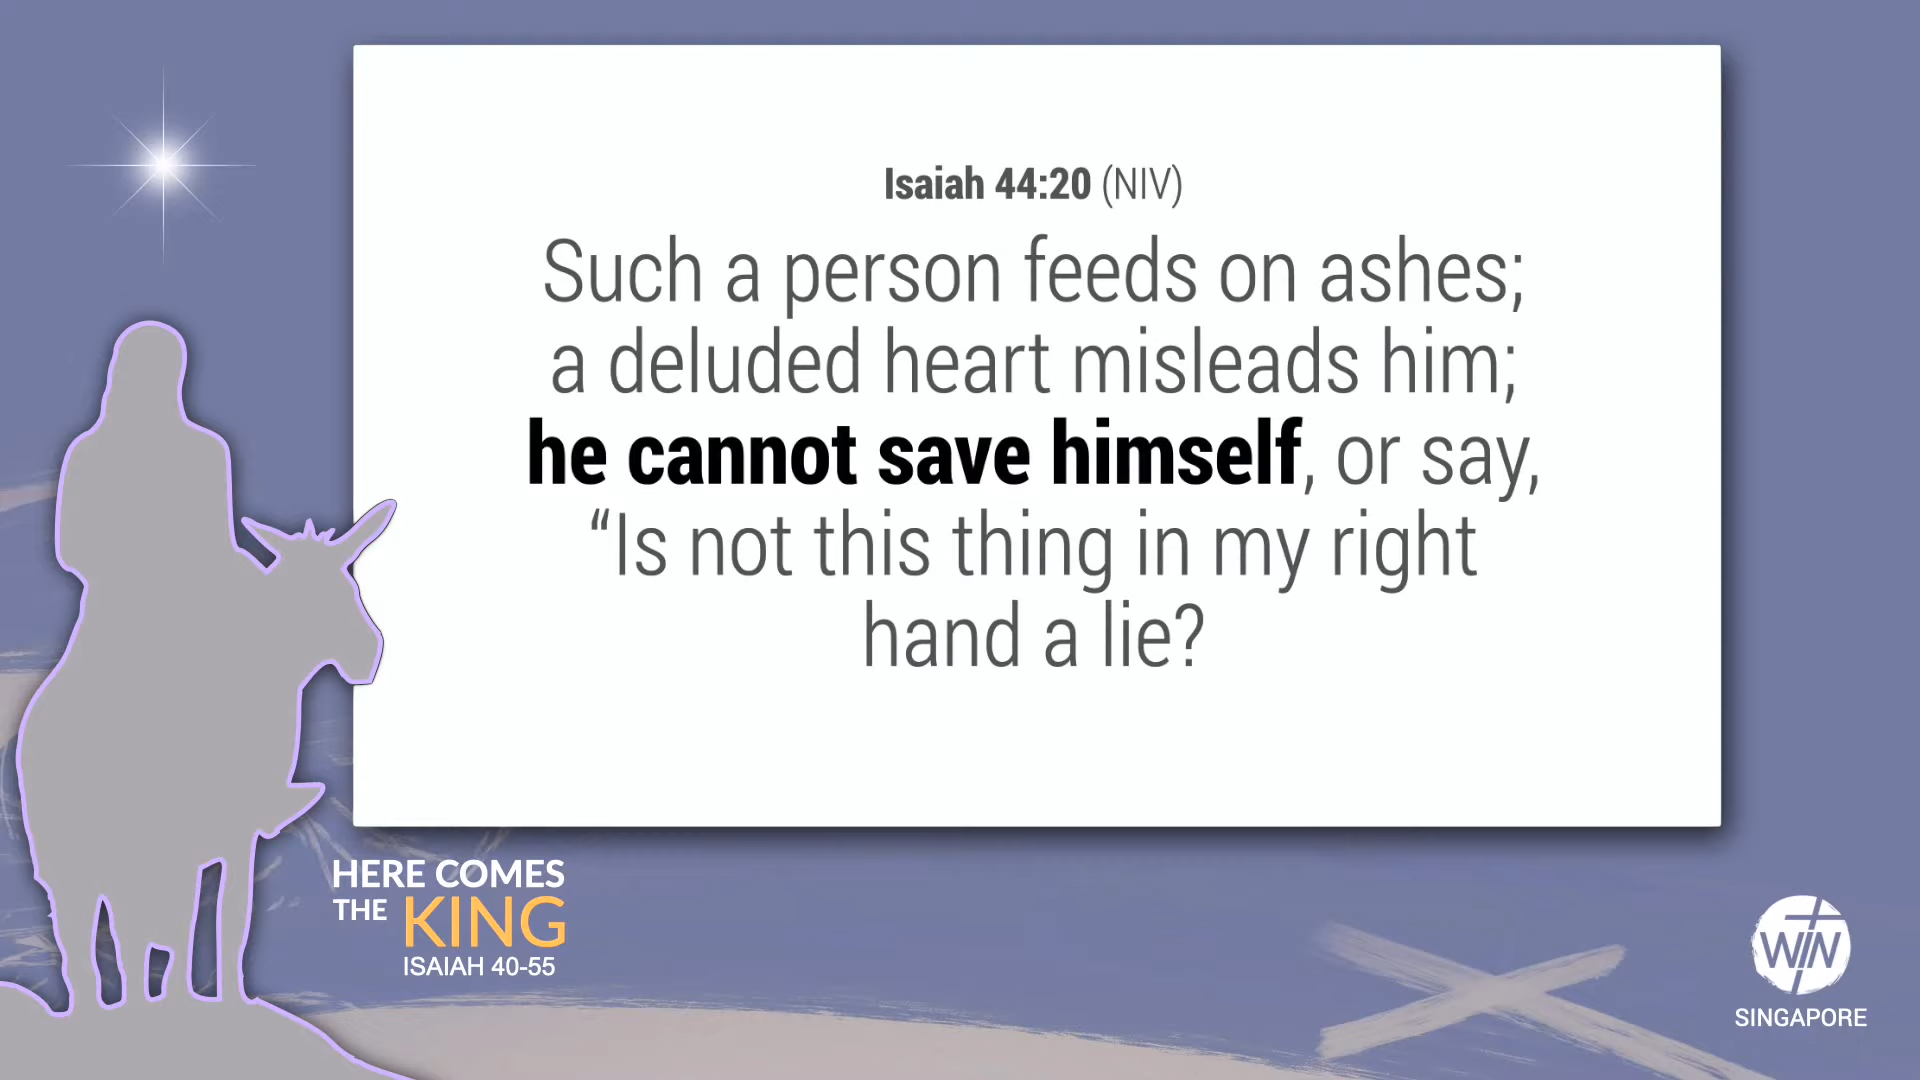 Isaiah 44:20 (NIV)
Such a person feeds on ashes;
a deluded heart misleads him;
he cannot save himself, or say,
“Is not this thing in my right
hand a lie?
HERE COMES
THE KING
ISAIAH 40-55
WIN
SINGAPORE